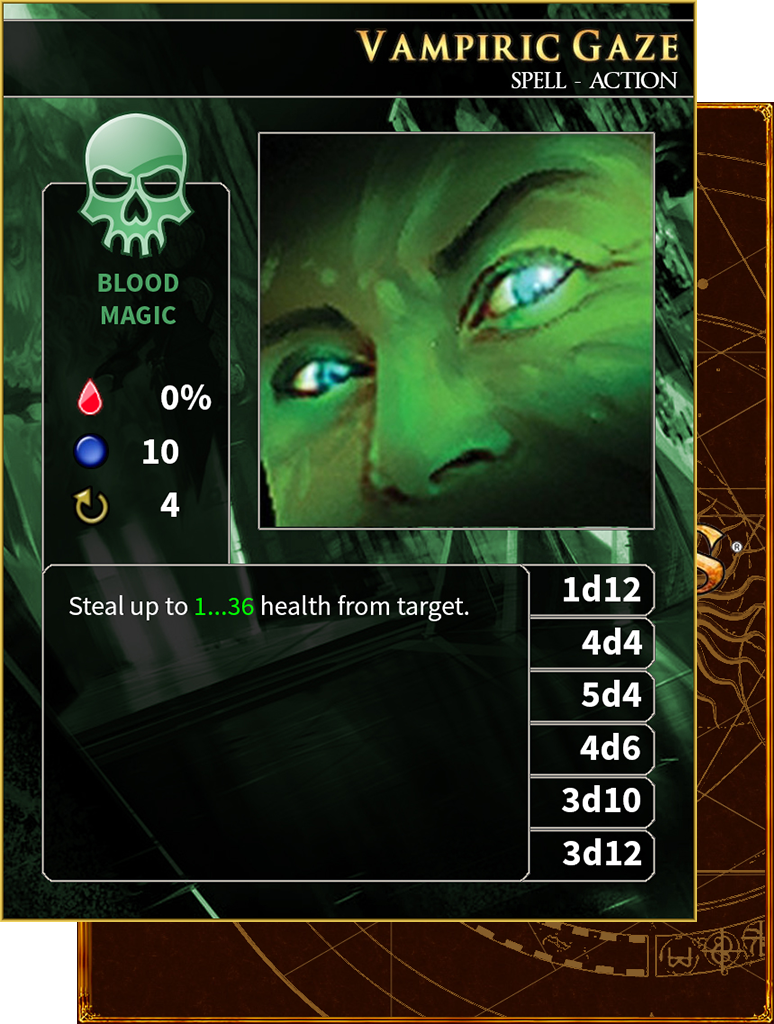 VAMPIRIC GAZE
SPELL - ACTION
BLOOD
MAGIC
0%
10
4
Steal up to 1...36 health from target.
1d12
4d4
5d4
4d6
3d10
3d12
S®